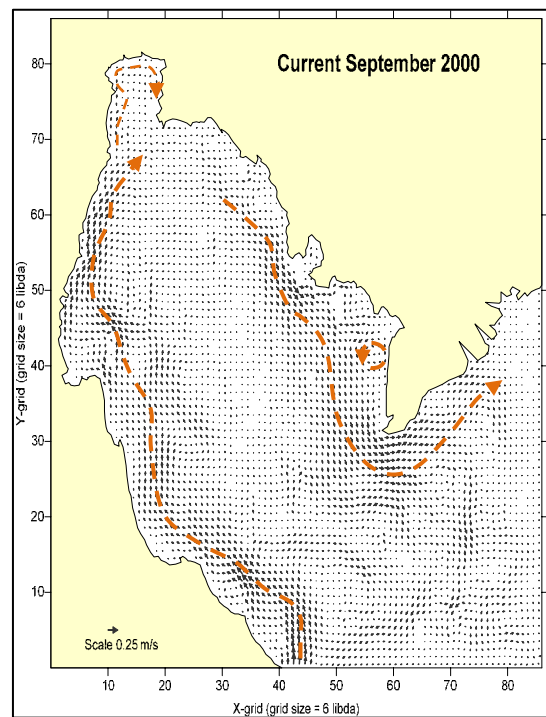 Current September 2000
80
70
60
50
40
30
20
10
Y-grid (grid size = 6 libda)
Scale 0.25 m/s
10 20 30 40 50 60 70 80
X-grid (grid size = 6 libda)